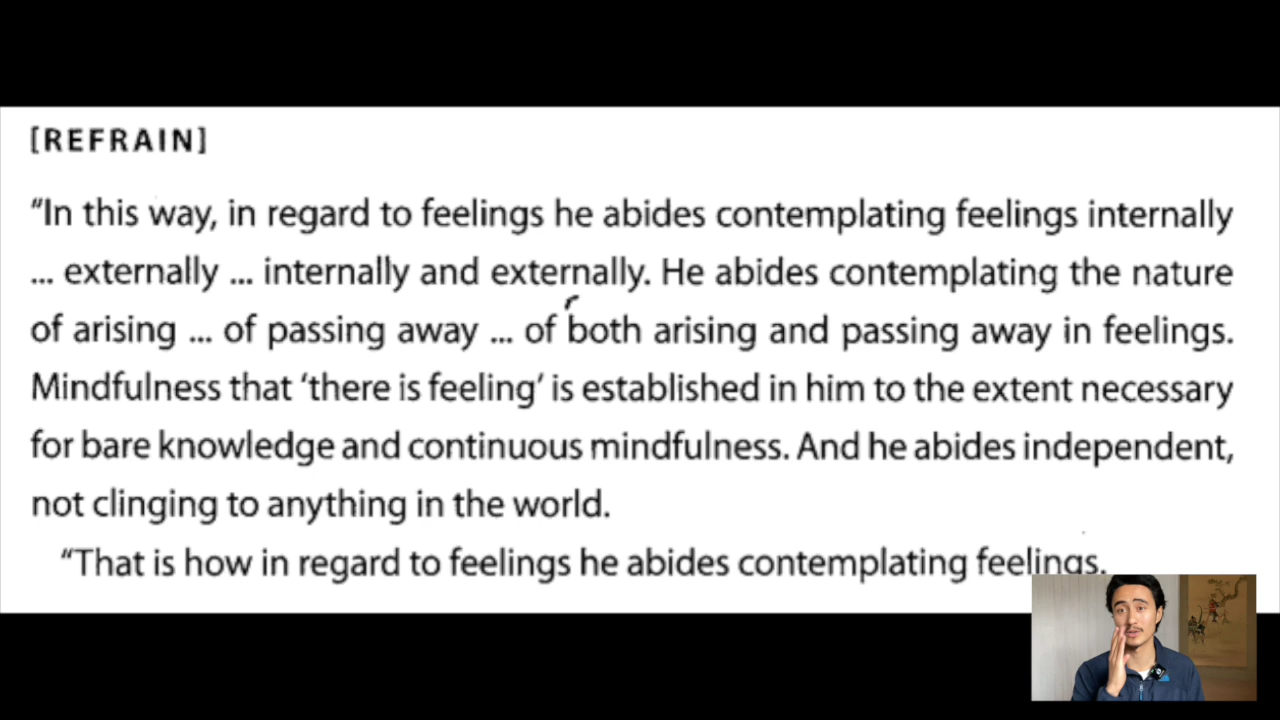 [REFRAIN]
“In this way, in regard to feelings he abides contemplating feelings internally
... externally ... internally and externally. He abides contemplating the nature
of arising ... of passing away ... of both arising and passing away in feelings.
Mindfulness that ‘there is feeling’ is established in him to the extent necessary
for bare knowledge and continuous mindfulness. And he abides independent,
not clinging to anything in the world.
“That is how in regard to feelings he abides contemplating feelings.